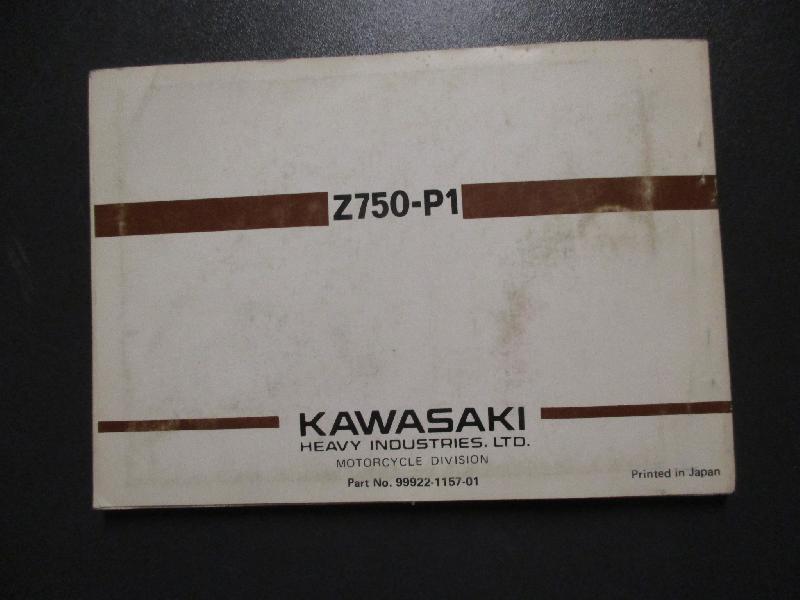 Z750-P1
KAWASAKI
HEAVY INDUSTRIES. LTD.
MOTORCYCLE DIVISION
Part No. 99922-1157-01
Printed in Japan